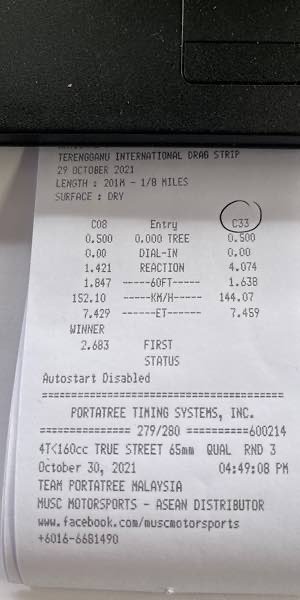 TERENGGANU INTERNATIONAL DRAG STRIP
29 OCTOBER 2021
LENGTH : 201M - 1/8 MILES
SURFACE : DRY
C08 Entry C33
0.500 0.000 TREE 0.500
0.00 DIAL-IN 0.00
1.421 REACTION 4.074
1.847 -----60FT----- 1.638
152.10 -----KM/H----- 144.07
7.429 ------ET------ 7.459
WINNER
2.683 FIRST
STATUS
Autostart Disabled
========================================
PORTATREE TIMING SYSTEMS, INC.
=============== 279/280 ==========600214
4T<160cc TRUE STREET 65mm QUAL RND 3
October 30, 2021 04:49:08 PM
TEAM PORTATREE MALAYSIA
MUSC MOTORSPORTS - ASEAN DISTRIBUTOR
www.facebook.com/muscmotorsports
+6016-6681490